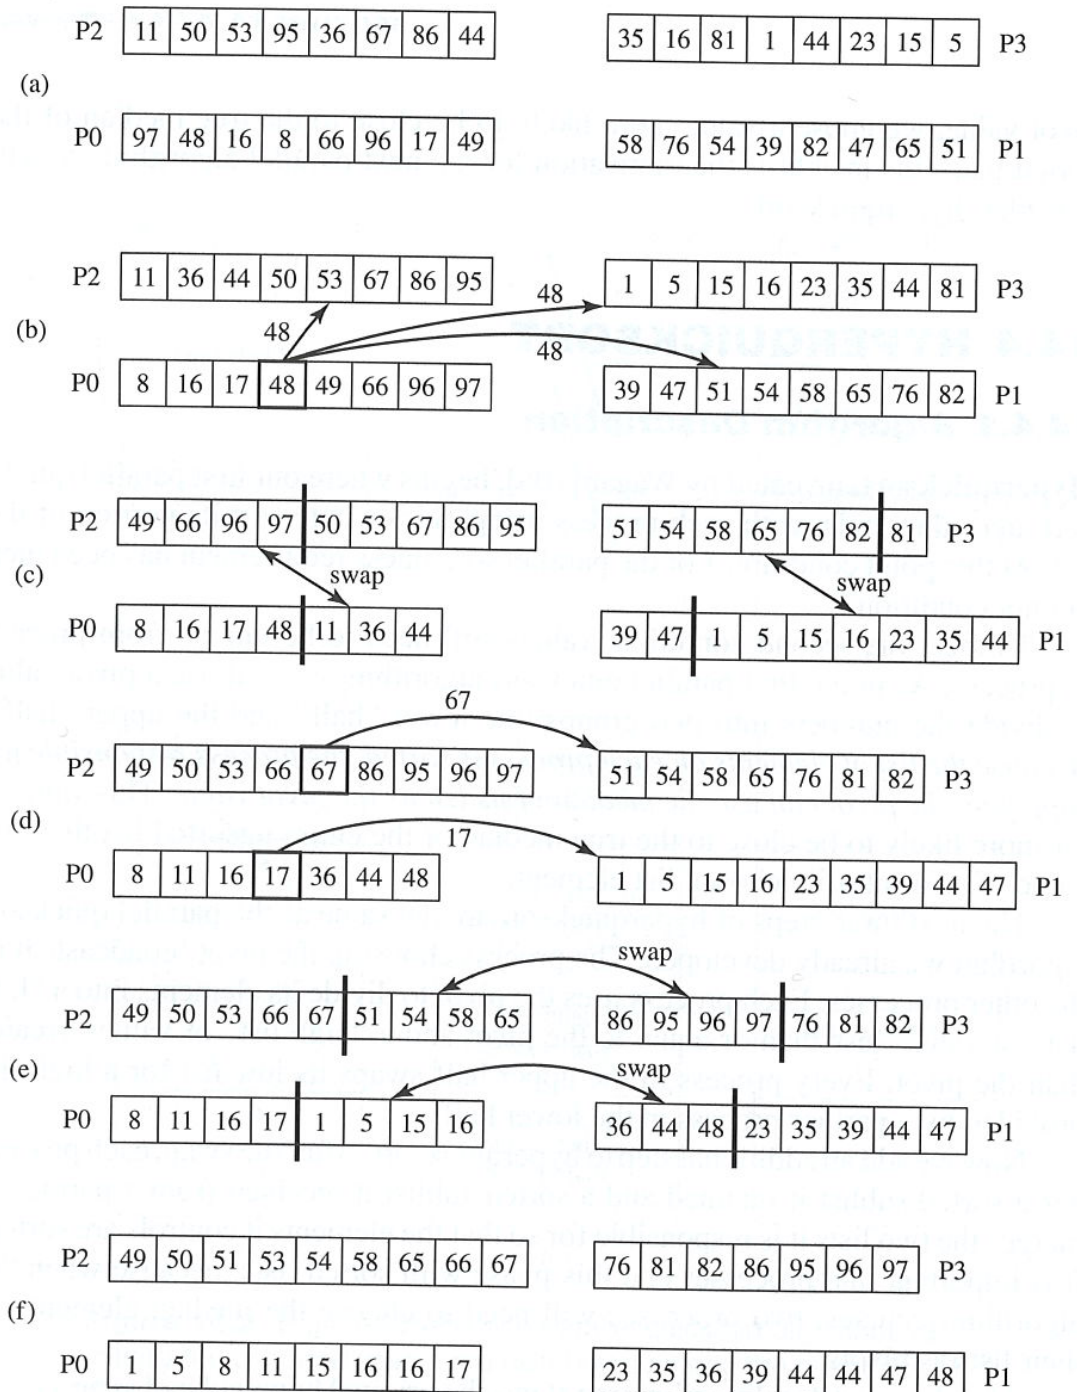 P2 11 50 53 95 36 67 86 44 35 16 81 1 44 23 15 5 P3
(a)
P0 97 48 16 8 66 96 17 49 58 76 54 39 82 47 65 51 P1
P2 11 36 44 50 53 67 86 95 1 5 15 16 23 35 44 81 P3
48
(b) 48
48
P0 8 16 17 48 49 66 96 97 39 47 51 54 58 65 76 82 P1
P2 49 66 96 97 50 53 67 86 95 51 54 58 65 76 82 81 P3
(c) swap swap
P0 8 16 17 48 11 36 44 39 47 1 5 15 16 23 35 44 P1
67
P2 49 50 53 66 67 86 95 96 97 51 54 58 65 76 81 82 P3
(d)
17
P0 8 11 16 17 36 44 48 1 5 15 16 23 35 39 44 47 P1
swap
P2 49 50 53 66 67 51 54 58 65 86 95 96 97 76 81 82 P3
(e)
swap
P0 8 11 16 17 1 5 15 16 36 44 48 23 35 39 44 47 P1
P2 49 50 51 53 54 58 65 66 67 76 81 82 86 95 96 97 P3
(f)
P0 1 5 8 11 15 16 16 17 23 35 36 39 44 44 47 48 P1